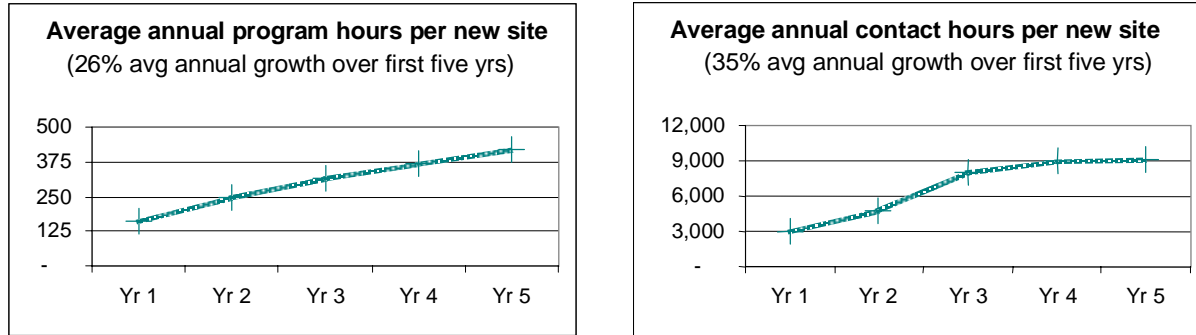 Average annual program hours per new site
(26% avg annual growth over first five yrs)
500
375
250
125
-
Yr 1 Yr 2 Yr 3 Yr 4 Yr 5
Average annual contact hours per new site
(35% avg annual growth over first five yrs)
12,000
9,000
6,000
3,000
-
Yr 1 Yr 2 Yr 3 Yr 4 Yr 5